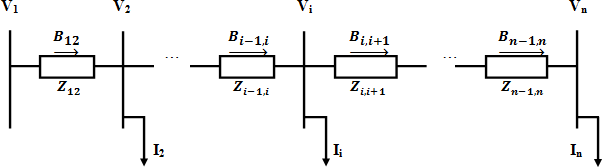 V1 V2 Vi Vn
B12 ... Bi−1,i Bi,i+1 ... Bn−1,n
Z12 Zi−1,i Zi,i+1 Zn−1,n
I2 Ii In